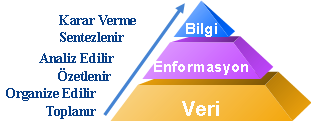 Karar Verme
Sentezlenir
Analiz Edilir
Özetlenir
Organize Edilir
Toplanır
Bilgi
Enformasyon
Veri